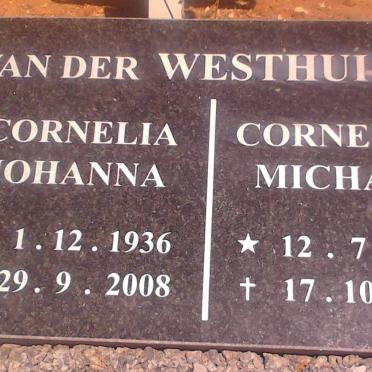 VAN DER WESTHUI
CORNELIA
JOHANNA
1 . 12 . 1936
29 . 9 . 2008
CORNE
MICHA
★ 12 . 7
† 17 . 10